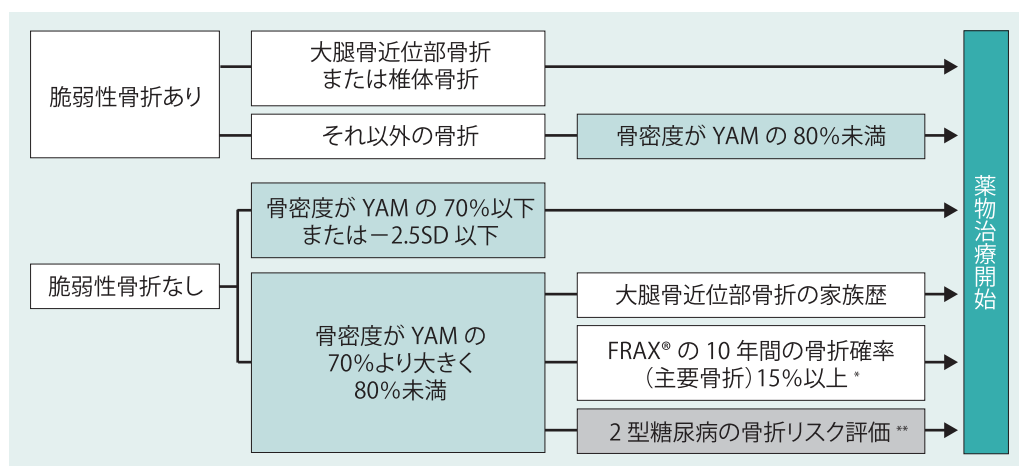 脆弱性骨折あり
大腿骨近位部骨折
または椎体骨折
それ以外の骨折
骨密度が YAM の 80%未満
脆弱性骨折なし
骨密度が YAM の 70%以下
または－2.5SD 以下
骨密度が YAM の
70%より大きく
80%未満
大腿骨近位部骨折の家族歴
FRAX® の 10 年間の骨折確率
（主要骨折）15%以上 *
2 型糖尿病の骨折リスク評価 **
薬物治療開始